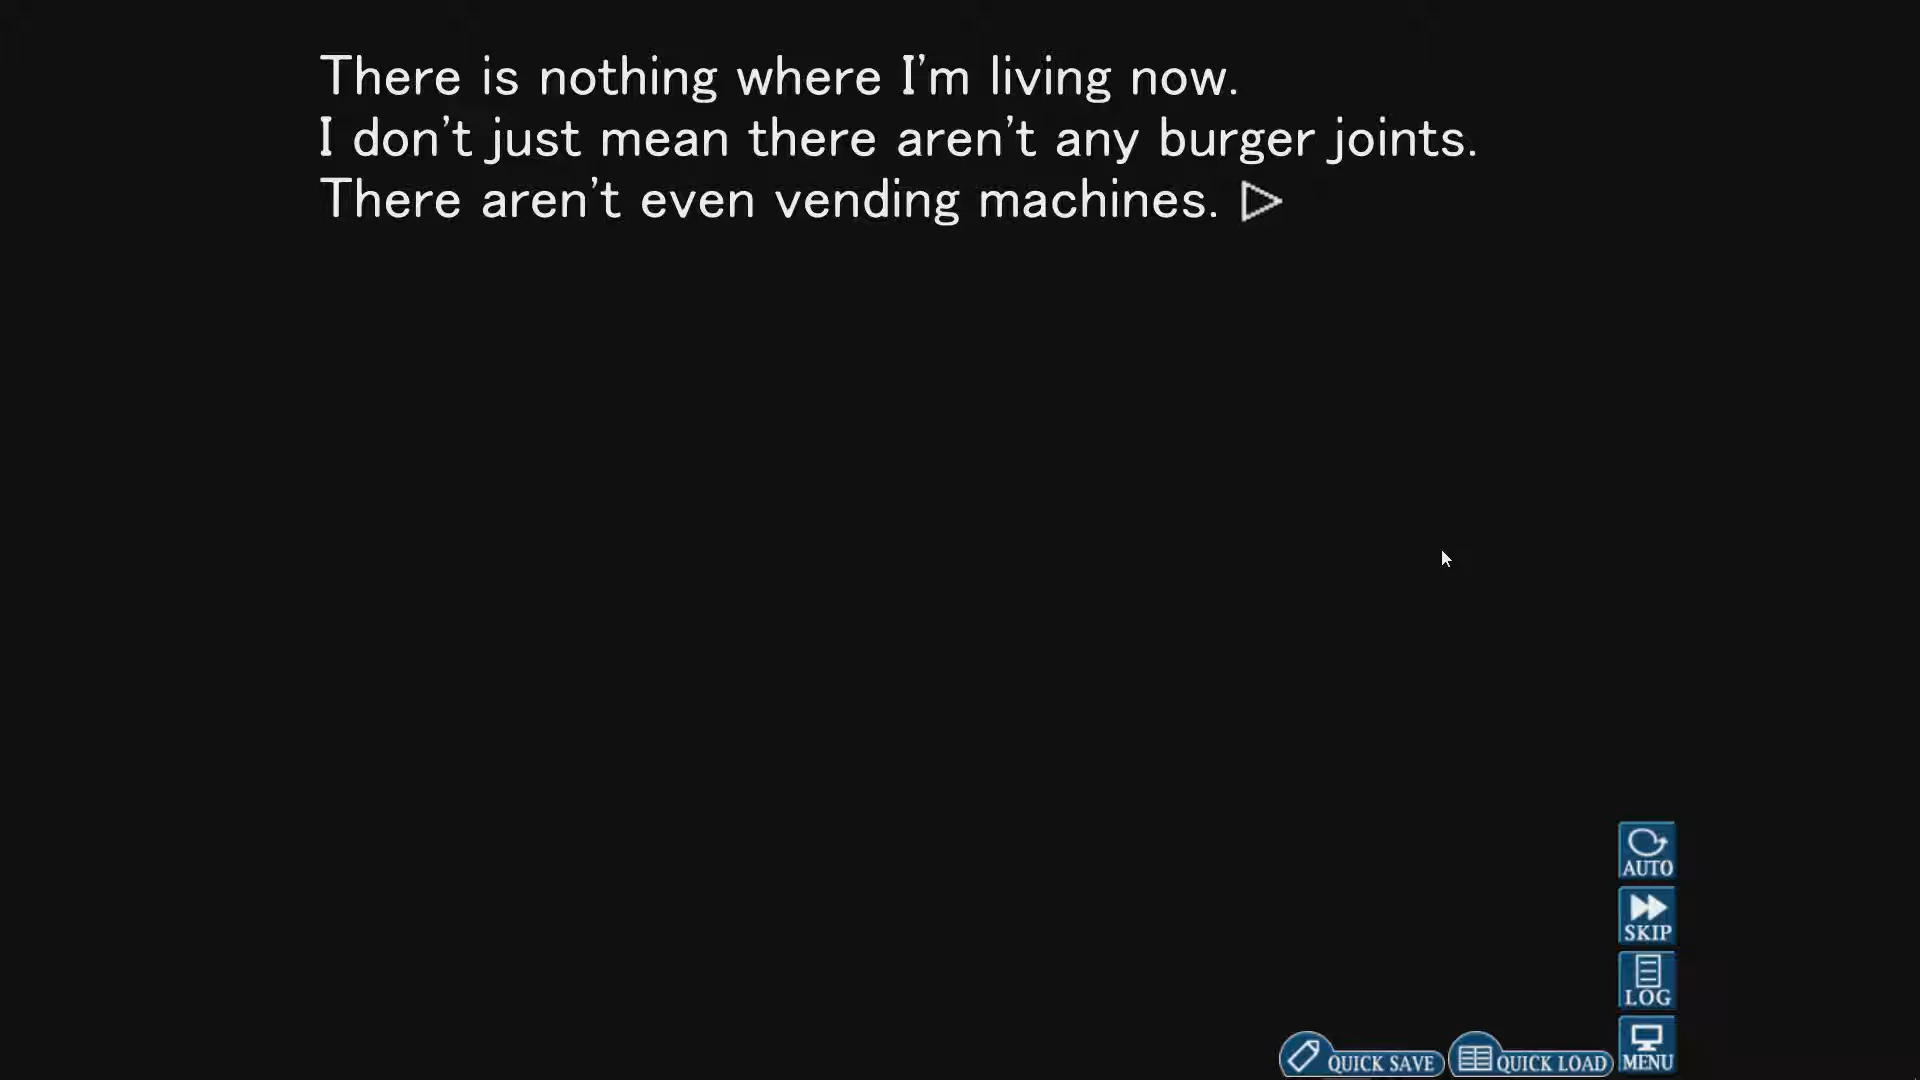 There is nothing where I'm living now.
I don't just mean there aren't any burger joints.
There aren't even vending machines.
AUTO
SKIP
LOG
MENU
QUICK SAVE
QUICK LOAD